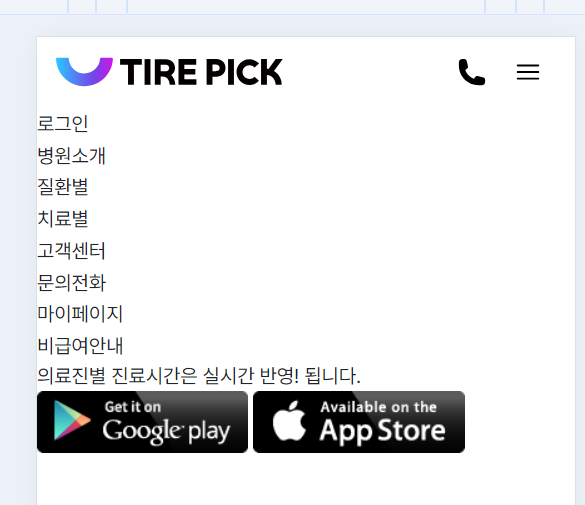 TIRE PICK
로그인
병원소개
질환별
치료별
고객센터
문의전화
마이페이지
비급여안내
의료진별 진료시간은 실시간 반영! 됩니다.
Get it on
Google play
Available on the
App Store